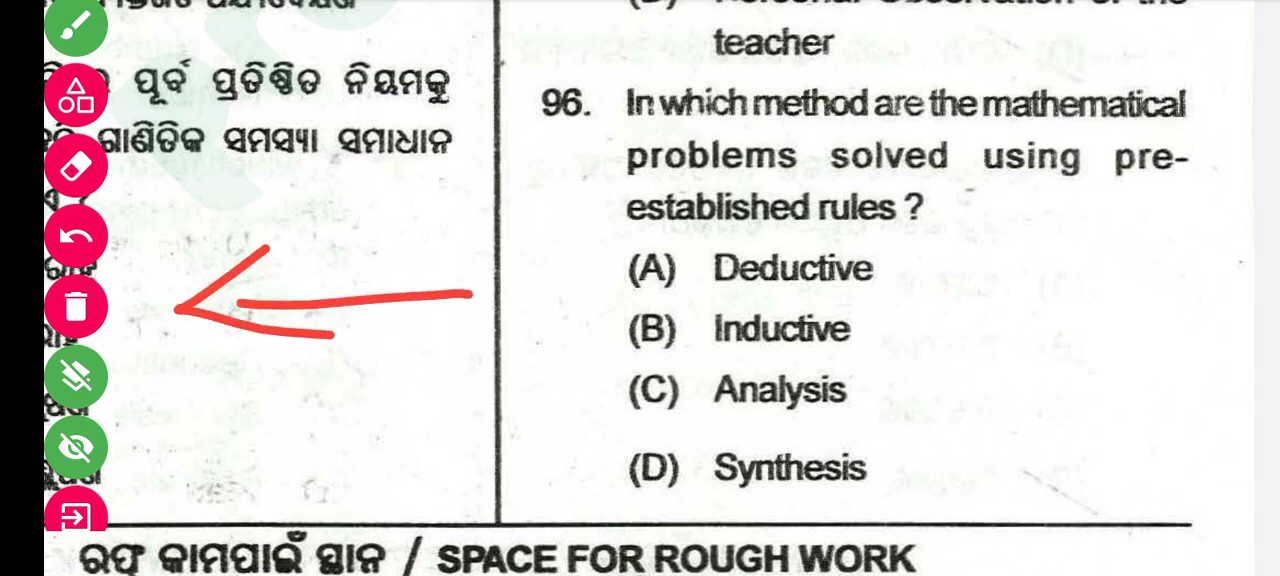 ପୂର୍ବ ପ୍ରତିଷ୍ଠିତ ନିୟମକୁ
ଗାଣିତିକ ସମସ୍ୟା ସମାଧାନ
teacher
96. In which method are the mathematical
problems solved using pre-
established rules ?
(A) Deductive
(B) Inductive
(C) Analysis
(D) Synthesis
ରଫ୍ କାମପାଇଁ ସ୍ଥାନ / SPACE FOR ROUGH WORK